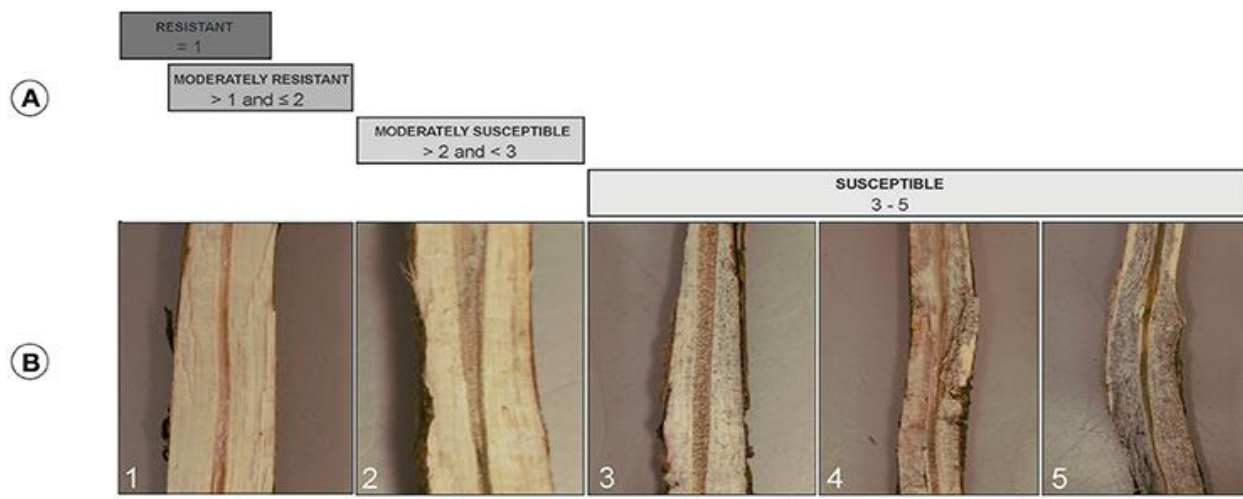 RESISTANT
= 1
A
MODERATELY RESISTANT
> 1 and ≤ 2
MODERATELY SUSCEPTIBLE
> 2 and < 3
SUSCEPTIBLE
3 - 5
B
1 2 3 4 5